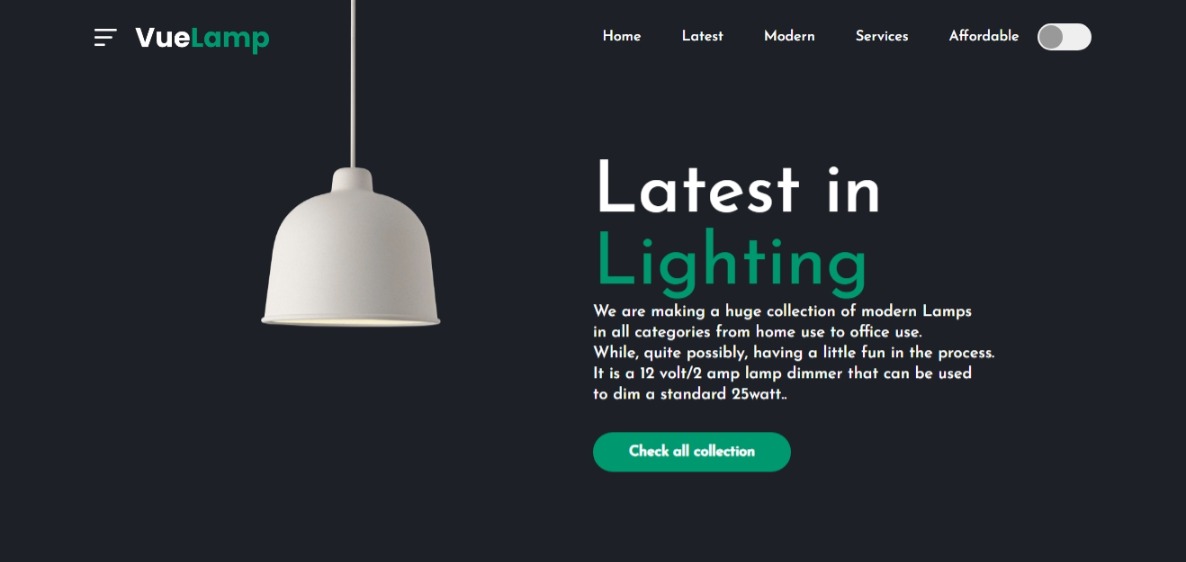 VueLamp
Home Latest Modern Services Affordable
Latest in
Lighting
We are making a huge collection of modern Lamps
in all categories from home use to office use.
While, quite possibly, having a little fun in the process.
It is a 12 volt/2 amp lamp dimmer that can be used
to dim a standard 25watt..
Check all collection